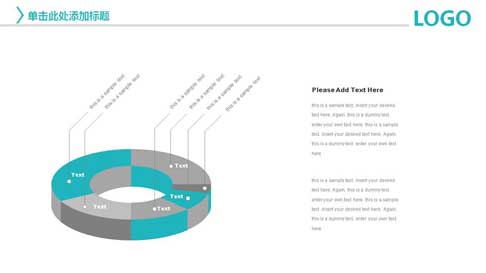 单击此处添加标题
LOGO
this is a sample text
this is a sample text
this is a sample text
this is a sample text
this is a sample text
this is a sample text
Text
Text
Text
Text
Text
Please Add Text Here
this is a sample text. Insert your desired
text here. Again, this is a dummy text,
enter your own text here. this is a sample
text. Insert your desired text here. Again,
this is a dummy text, enter your own text
here.
this is a sample text. Insert your desired
text here. Again, this is a dummy text,
enter your own text here. this is a sample
text. Insert your desired text here. Again,
this is a dummy text, enter your own text
here.